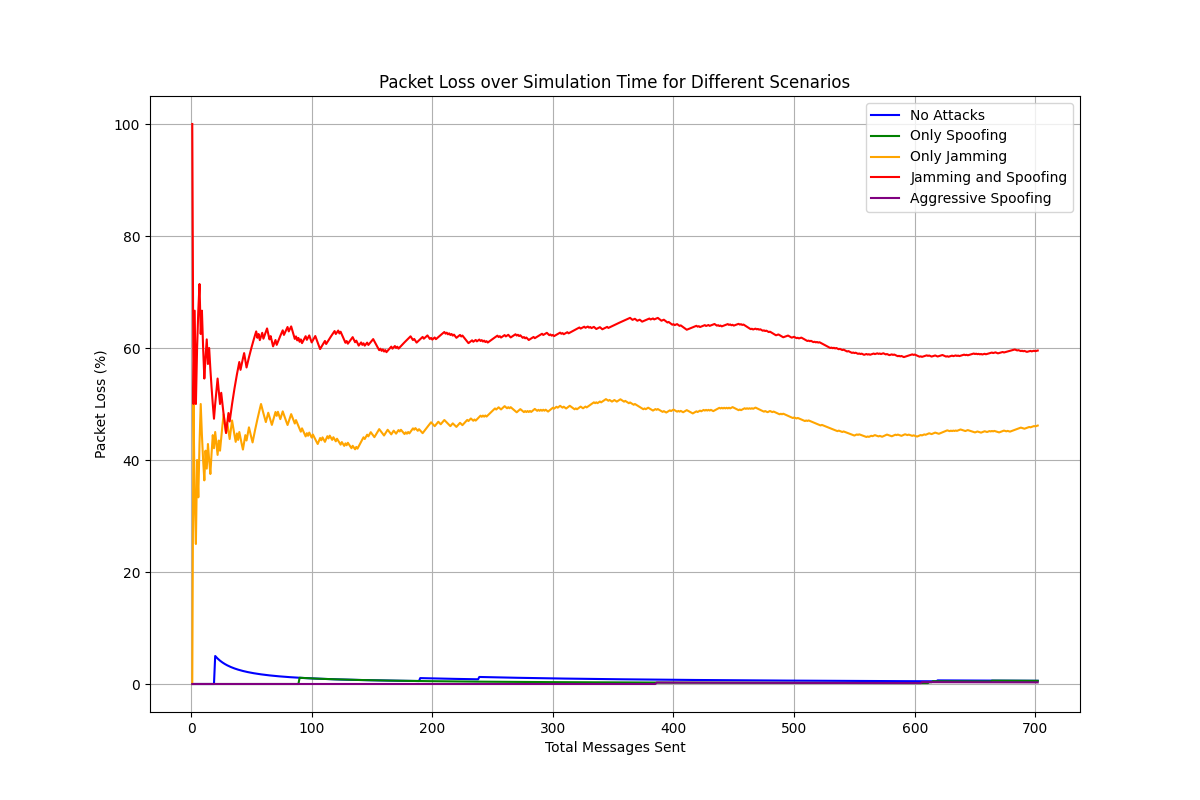 Packet Loss over Simulation Time for Different Scenarios
No Attacks
Only Spoofing
Only Jamming
Jamming and Spoofing
Aggressive Spoofing
Packet Loss (%)
100
80
60
40
20
0
0 100 200 300 400 500 600 700
Total Messages Sent